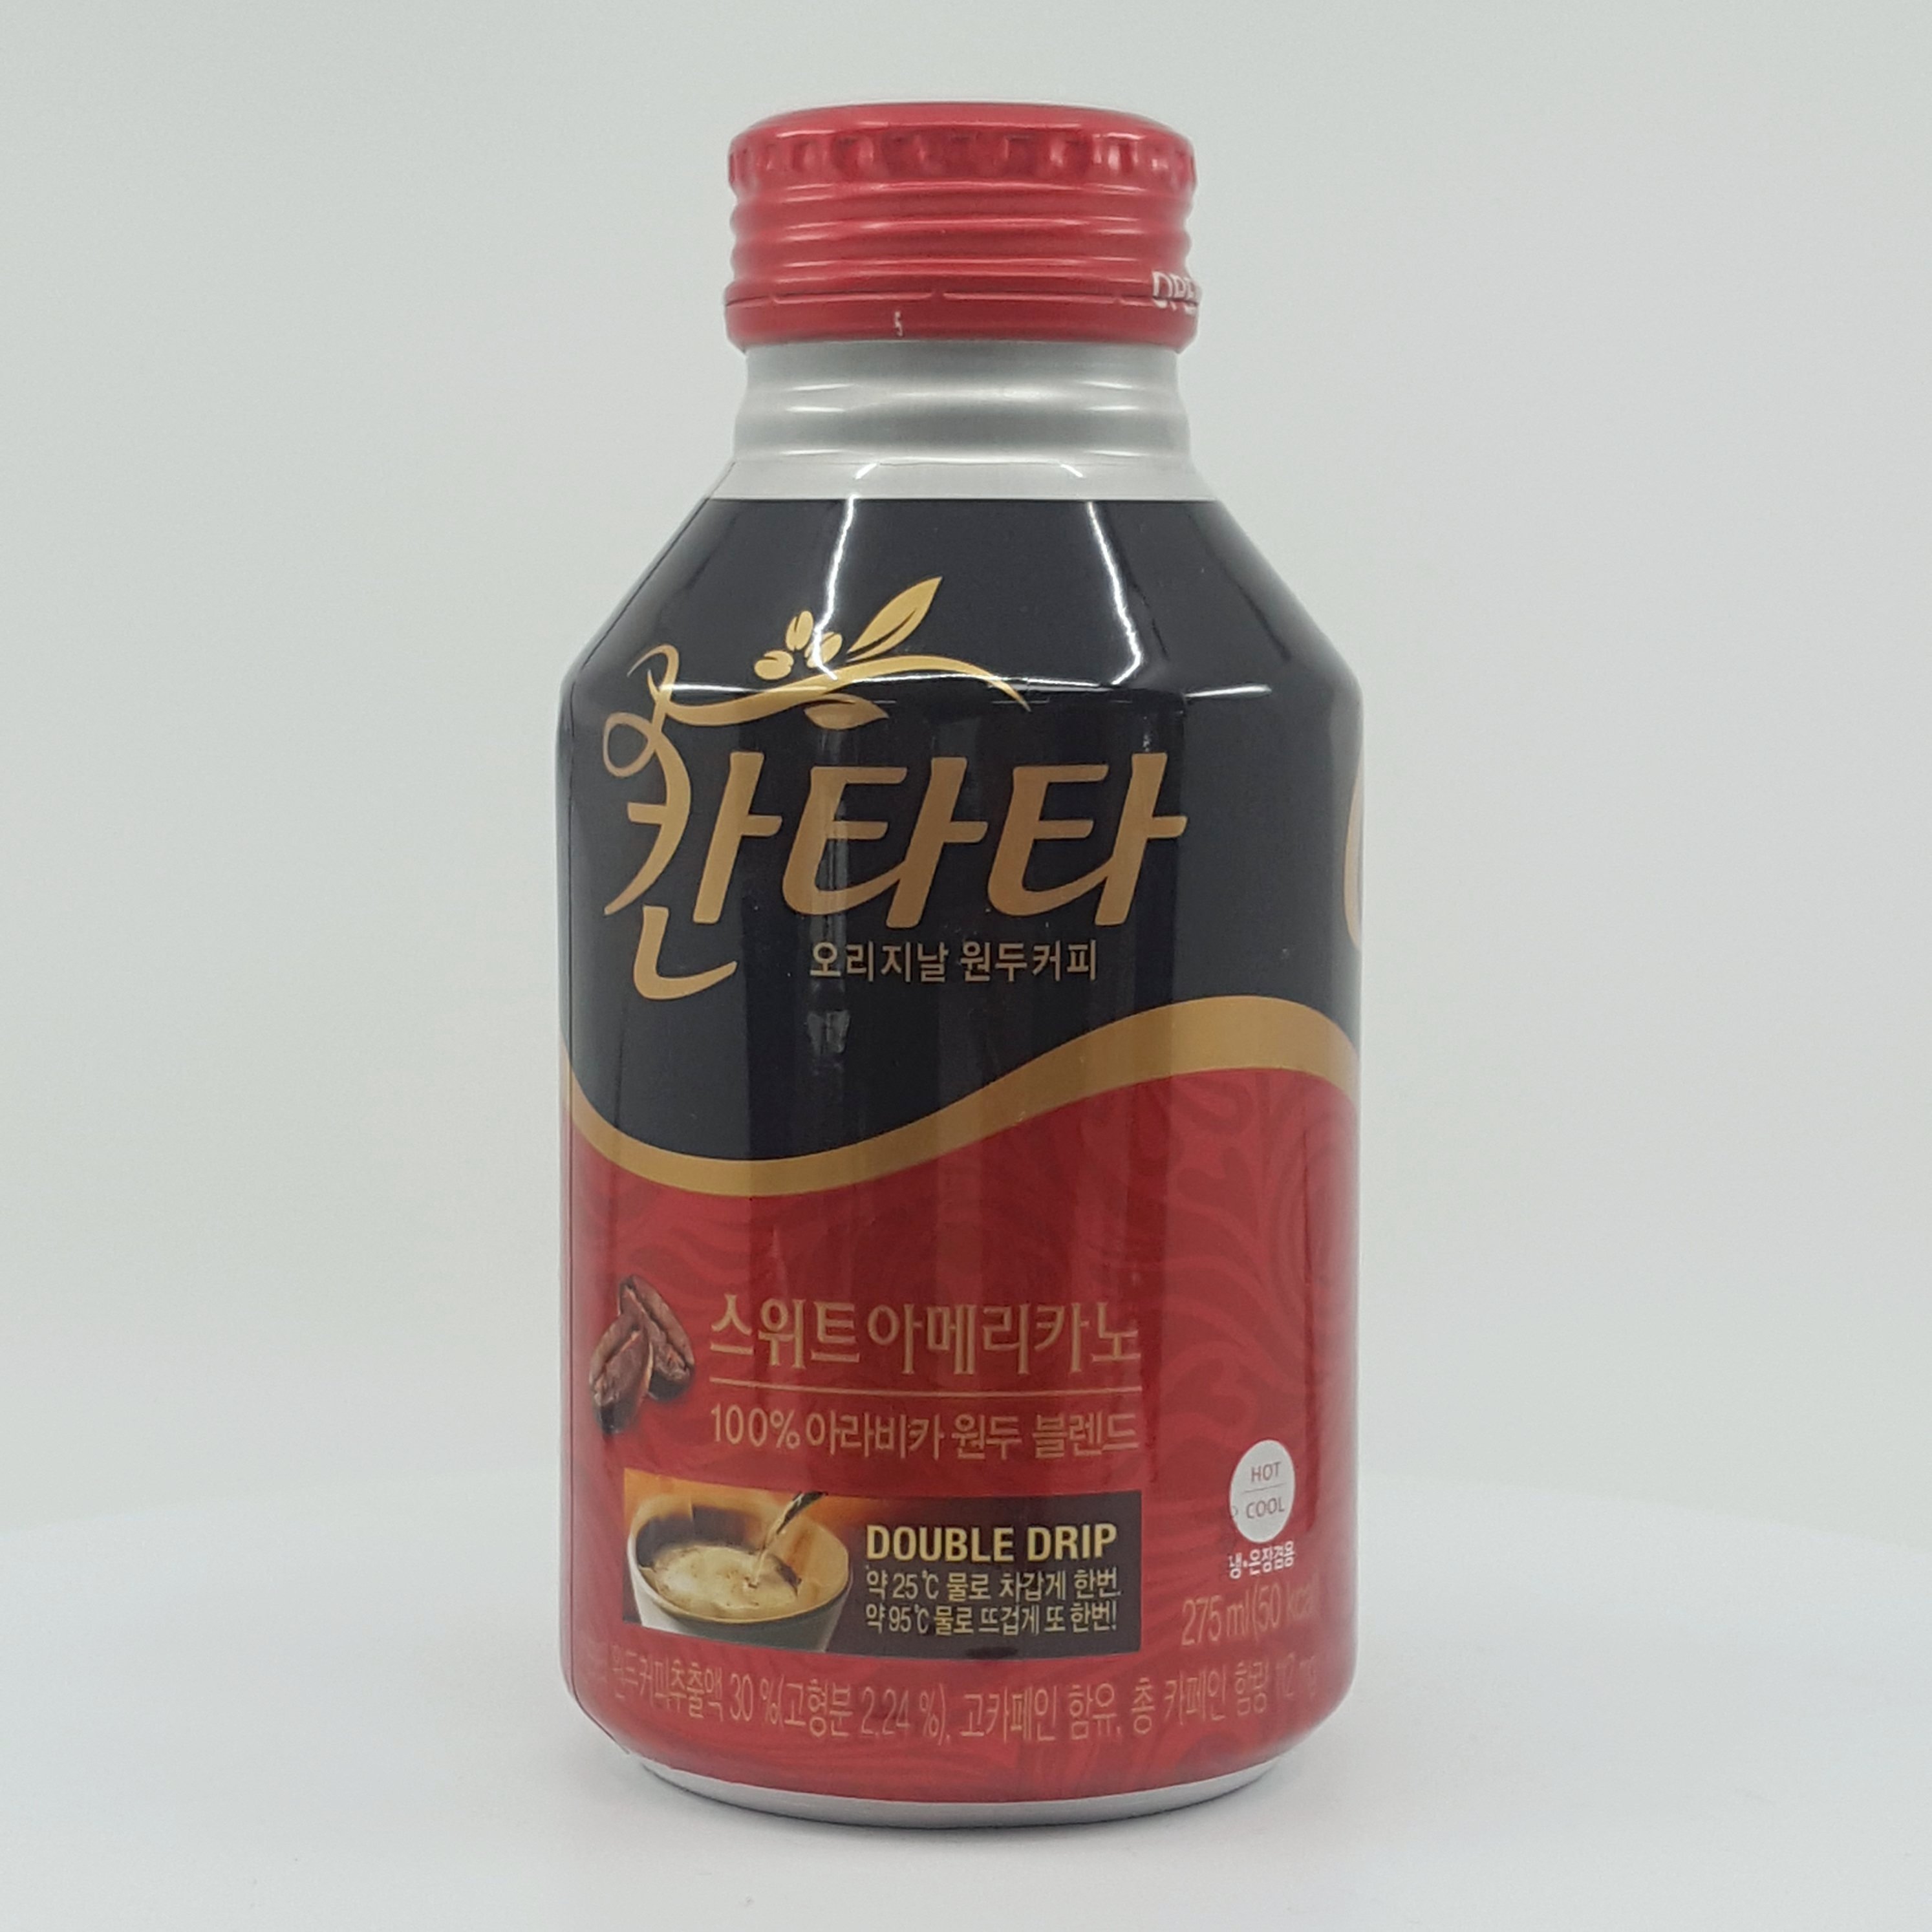 칸타타
오리지날 원두커피
스위트아메리카노
100% 아라비카 원두 블렌드
DOUBLE DRIP
약 25℃ 물로 차갑게 한번.
약 95℃ 물로 뜨겁게 또 한번!
HOT
COOL
냉•온장겸용
275 ml(50 kcal
원두커피추출액 30 %(고형분 2.24 %), 고카페인 함유, 총 카페인 함량